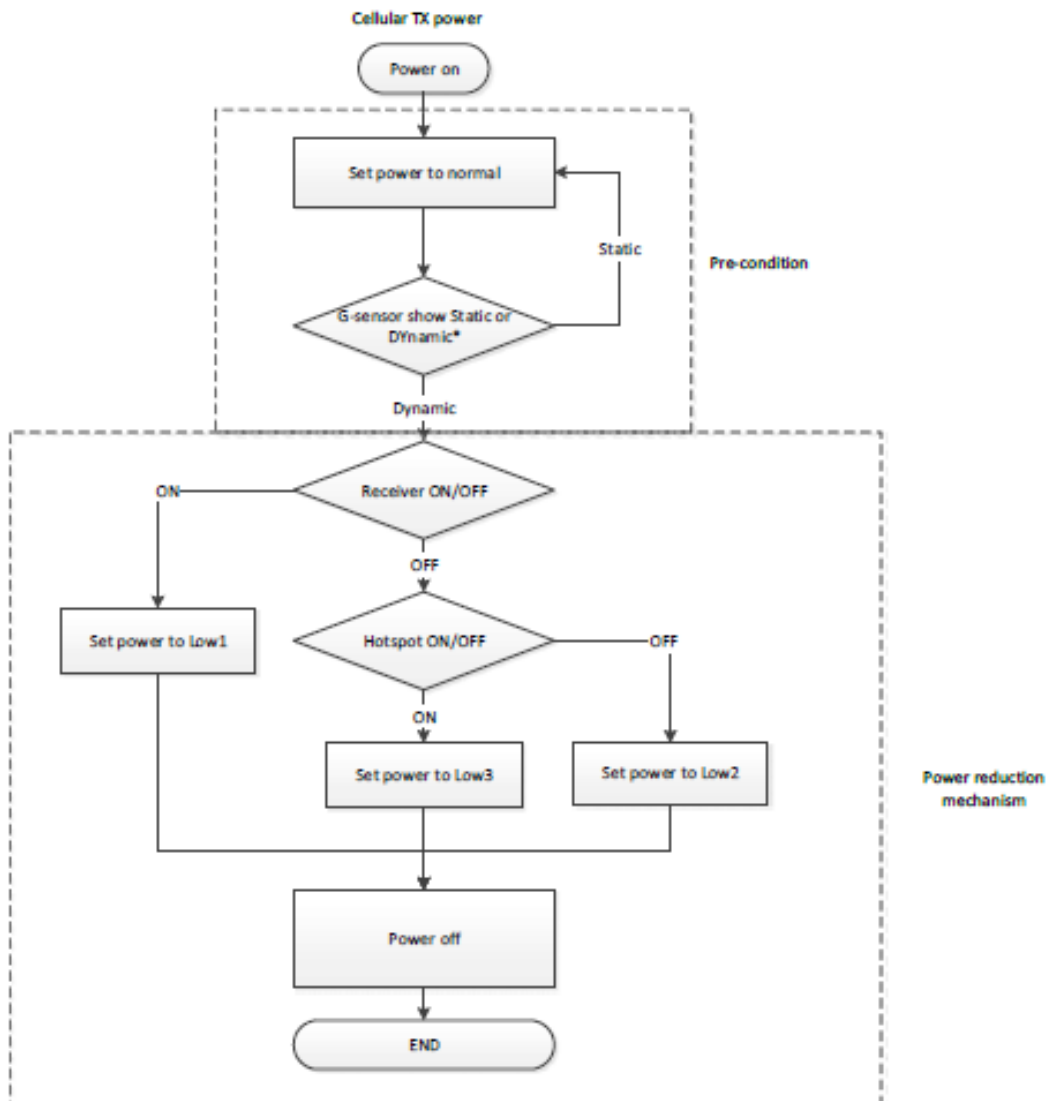 Cellular TX power
Power on
Set power to normal
Static
Pre-condition
G-sensor show Static or
DYnamic*
Dynamic
Receiver ON/OFF
ON
OFF
Set power to Low1
Hotspot ON/OFF
OFF
ON
Set power to Low3
Set power to Low2
Power reduction
mechanism
Power off
END